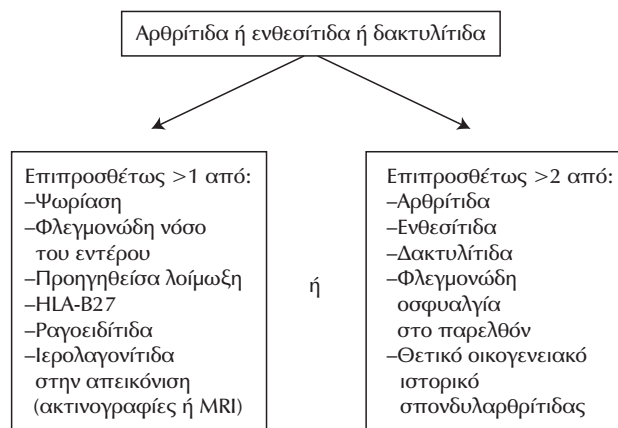 Αρθρίτιδα ή ενθεσίτιδα ή δακτυλίτιδα
Επιπροσθέτως >1 από:
–Ψωρίαση
–Φλεγμονώδη νόσο
του εντέρου
–Προηγηθείσα λοίμωξη
–HLA-B27
–Ραγοειδίτιδα
–Ιερολαγονίτιδα
στην απεικόνιση
(ακτινογραφίες ή MRI)
ή
Επιπροσθέτως >2 από:
–Αρθρίτιδα
–Ενθεσίτιδα
–Δακτυλίτιδα
–Φλεγμονώδη
οσφυαλγία
στο παρελθόν
–Θετικό οικογενειακό
ιστορικό
σπονδυλαρθρίτιδας